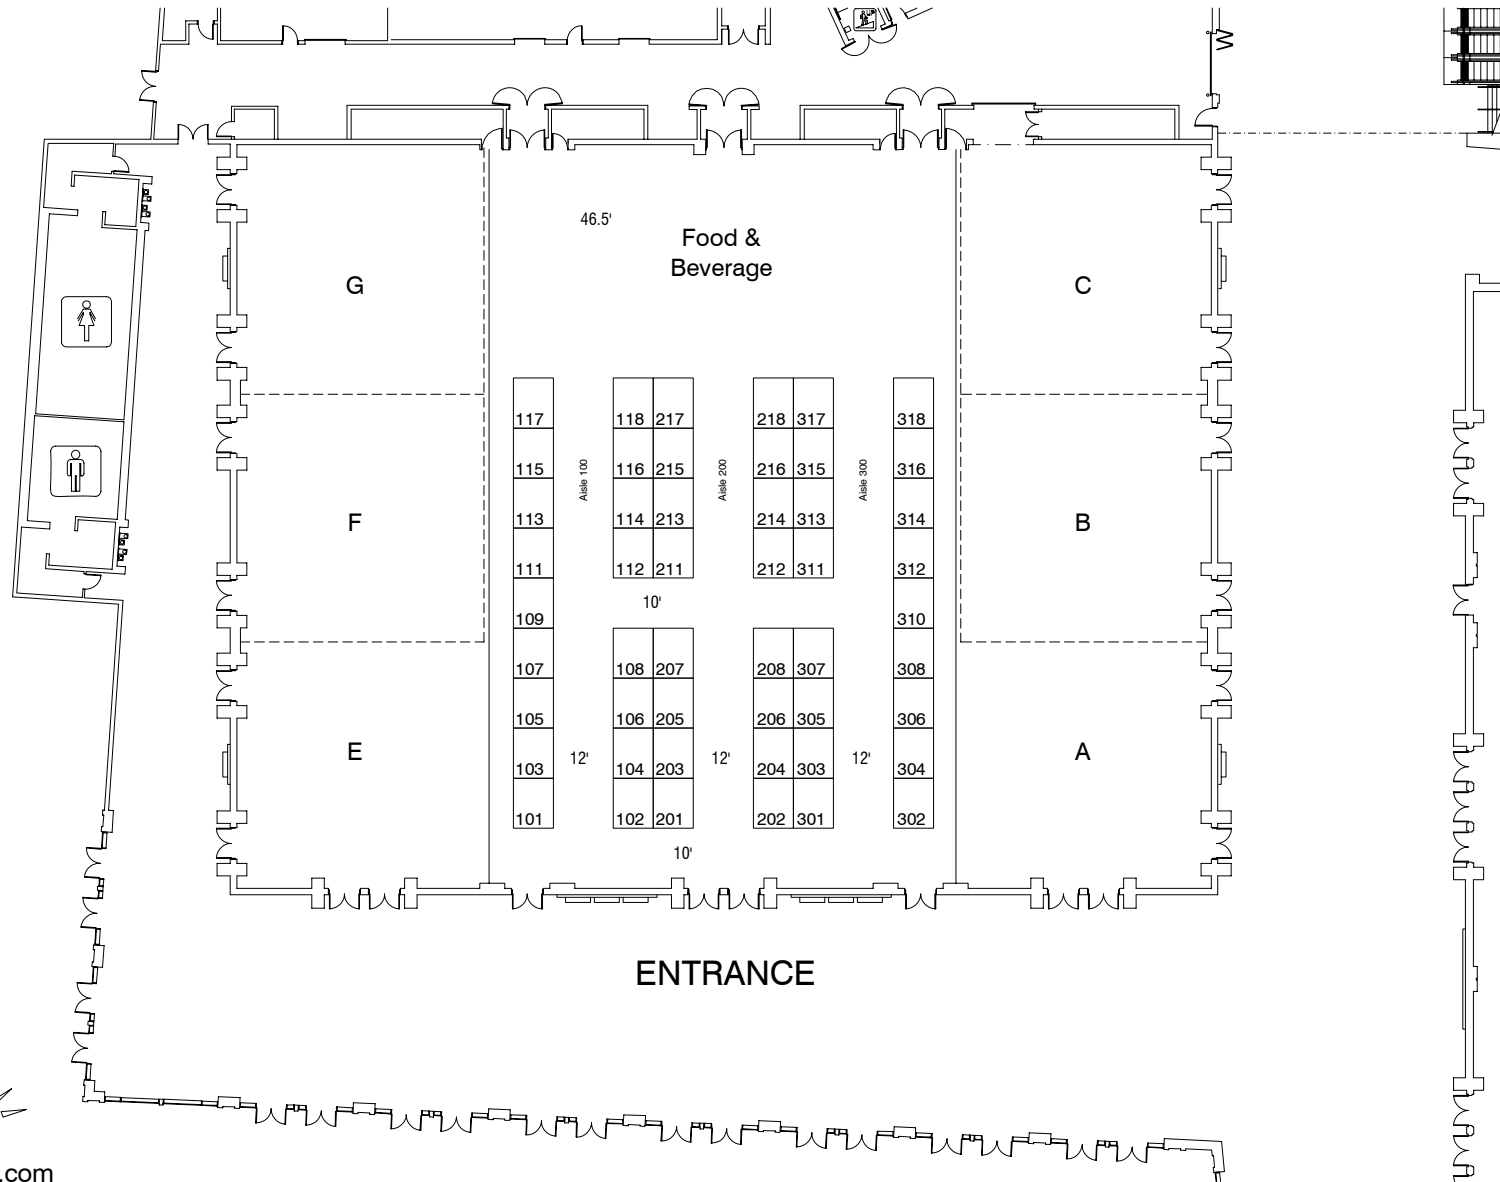 UP
W
46.5'
Food &
Beverage
G
C
117 118 217 218 317 318
115 116 215 216 315 316
Aisle 100
Aisle 200
Aisle 300
113 114 213 214 313 314
F
B
111 112 211 212 311 312
10'
109 310
107 108 207 208 307 308
105 106 205 206 305 306
E
A
12' 12' 12'
103 104 203 204 303 304
101 102 201 202 301 302
10'
ENTRANCE
.com